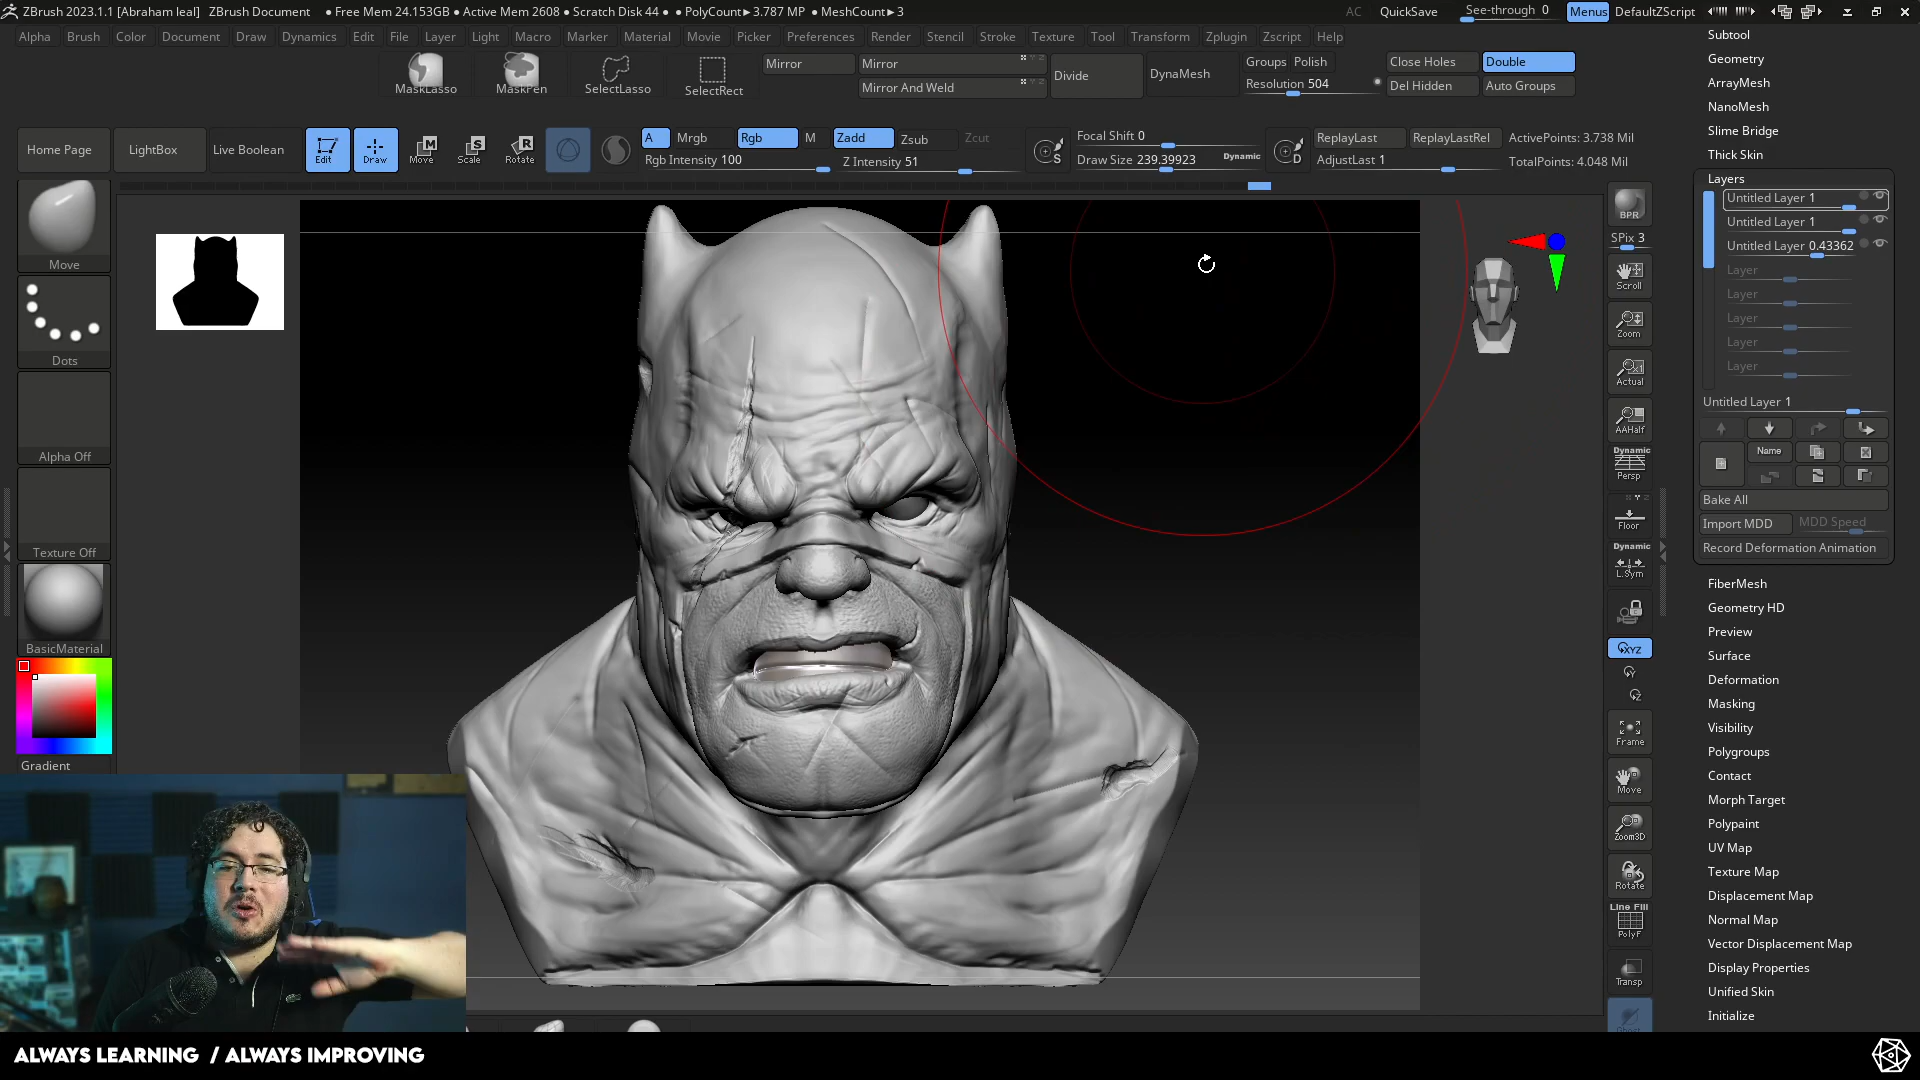 ZBrush 2023.1.1 [Abraham leal] ZBrush Document • Free Mem 24.153GB • Active Mem 2608 • Scratch Disk 44 • • PolyCount► 3.787 MP • MeshCount► 3
AC QuickSave See-through 0 Menus DefaultZScript
Alpha Brush Color Document Draw Dynamics Edit File Layer Light Macro Marker Material Movie Picker Preferences Render Stencil Stroke Texture Tool Transform Zplugin Zscript Help
MaskLasso MaskPen SelectLasso SelectRect
Mirror Mirror
Mirror And Weld
Divide DynaMesh
Groups Polish
Resolution 504
Close Holes Double
Del Hidden Auto Groups
Home Page LightBox Live Boolean
Edit Draw Move Scale Rotate
A Mrgb Rgb M Zadd Zsub Zcut
Rgb Intensity 100 Z Intensity 51
Focal Shift 0
Draw Size 239.39923 Dynamic
ReplayLast ReplayLastRel
AdjustLast 1
ActivePoints: 3.738 Mil
TotalPoints: 4.048 Mil
Move
Dots
Alpha Off
Texture Off
BasicMaterial
Gradient
BPR
SPix 3
Scroll
Zoom
Actual
AAHalf
Dynamic
Persp
Floor
Dynamic
L.Sym
XYZ
Frame
Move
Zoom3D
Rotate
Line Fill
PolyF
Transp
Subtool
Geometry
ArrayMesh
NanoMesh
Slime Bridge
Thick Skin
Layers
Untitled Layer 1
Untitled Layer 1
Untitled Layer 0.43362
Layer
Layer
Layer
Layer
Layer
Untitled Layer 1
Name
Bake All
Import MDD MDD Speed
Record Deformation Animation
FiberMesh
Geometry HD
Preview
Surface
Deformation
Masking
Visibility
Polygroups
Contact
Morph Target
Polypaint
UV Map
Texture Map
Displacement Map
Normal Map
Vector Displacement Map
Display Properties
Unified Skin
Initialize
ALWAYS LEARNING / ALWAYS IMPROVING